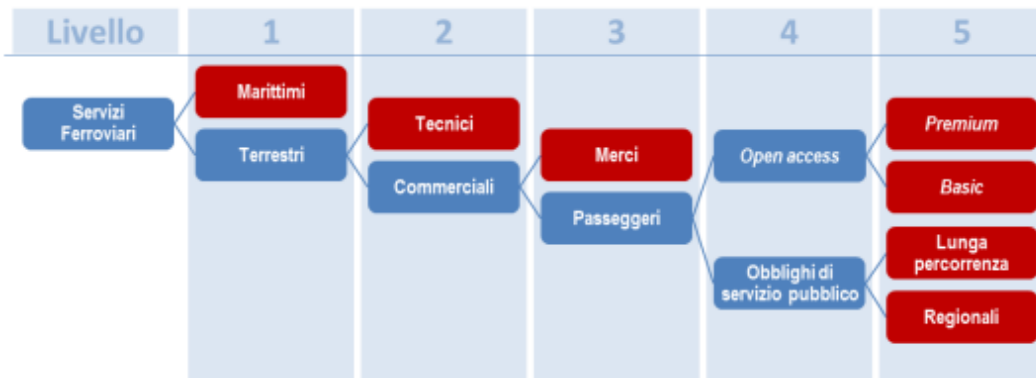 Livello 1 2 3 4 5
Servizi
Ferroviari
Marittimi
Terrestri
Tecnici
Commerciali
Merci
Passeggeri
Open access
Obblighi di
servizio pubblico
Premium
Basic
Lunga
percorrenza
Regionali